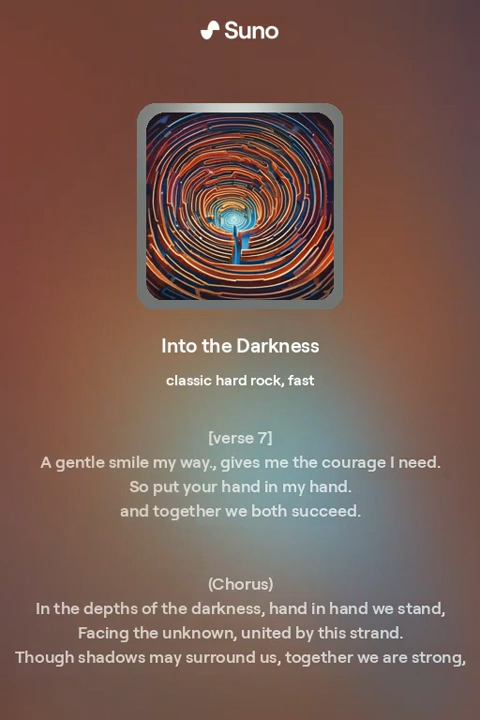 Suno
Into the Darkness
classic hard rock, fast
[verse 7]
A gentle smile my way., gives me the courage I need.
So put your hand in my hand.
and together we both succeed.
(Chorus)
In the depths of the darkness, hand in hand we stand,
Facing the unknown, united by this strand.
Though shadows may surround us, together we are strong,